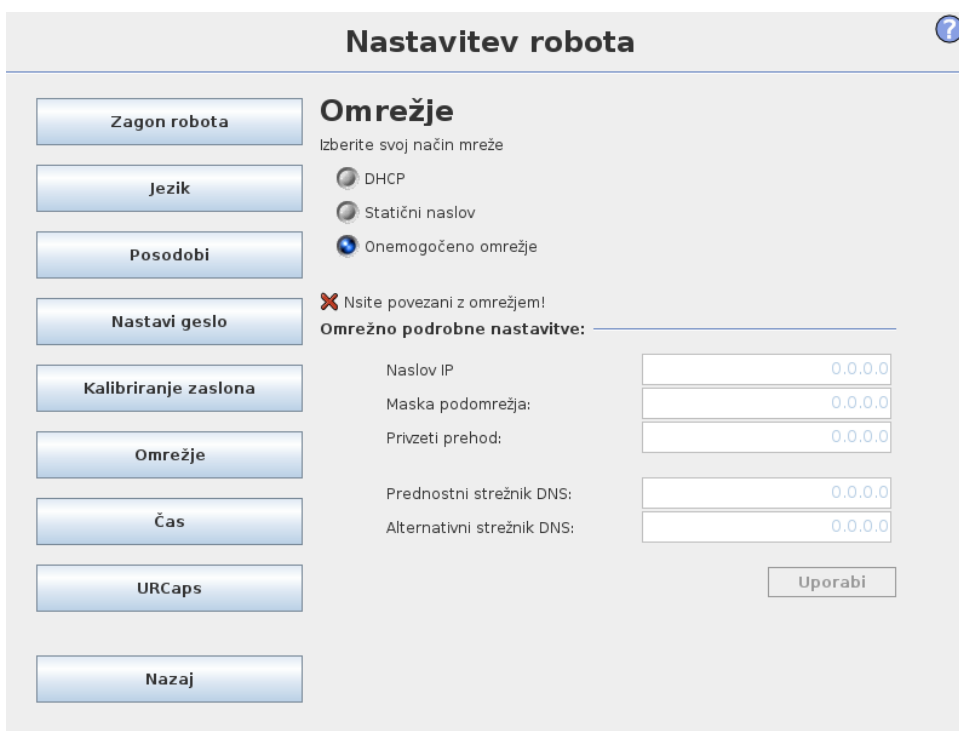 Nastavitev robota
?
Zagon robota
Jezik
Posodobi
Nastavi geslo
Kalibriranje zaslona
Omrežje
Čas
URCaps
Nazaj
Omrežje
Izberite svoj način mreže
DHCP
Statični naslov
Onemogočeno omrežje
Nsite povezani z omrežjem!
Omrežno podrobne nastavitve:
Naslov IP 0.0.0.0
Maska podomrežja: 0.0.0.0
Privzeti prehod: 0.0.0.0
Prednostni strežnik DNS: 0.0.0.0
Alternativni strežnik DNS: 0.0.0.0
Uporabi